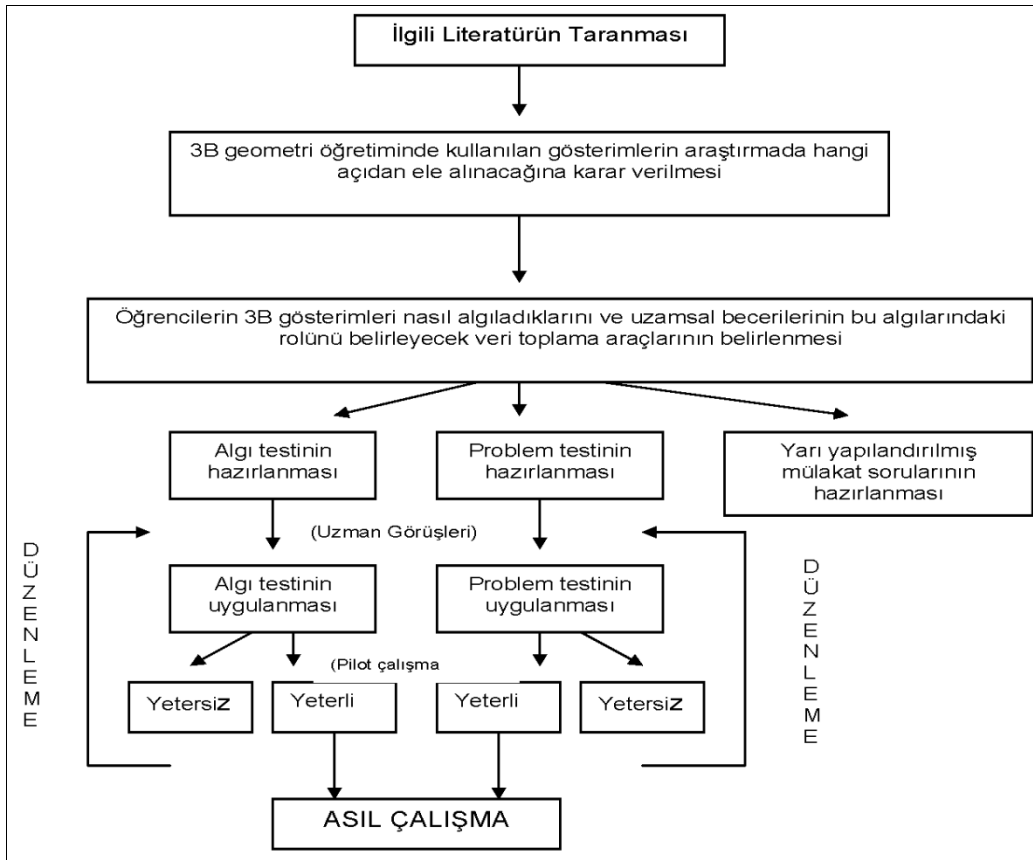 İlgili Literatürün Taranması
3B geometri öğretiminde kullanılan gösterimlerin araştırmada hangi
açıdan ele alınacağına karar verilmesi
Öğrencilerin 3B gösterimleri nasıl algıladıklarını ve uzamsal becerilerinin bu algılarındaki
rolünü belirleyecek veri toplama araçlarının belirlenmesi
Algı testinin
hazırlanması
Problem testinin
hazırlanması
Yarı yapılandırılmış
mülakat sorularının
hazırlanması
(Uzman Görüşleri)
DÜZENLEME
Algı testinin
uygulanması
Problem testinin
uygulanması
DÜZENLEME
(Pilot çalışma
Yetersiz
Yeterli
Yeterli
Yetersiz
ASIL ÇALIŞMA